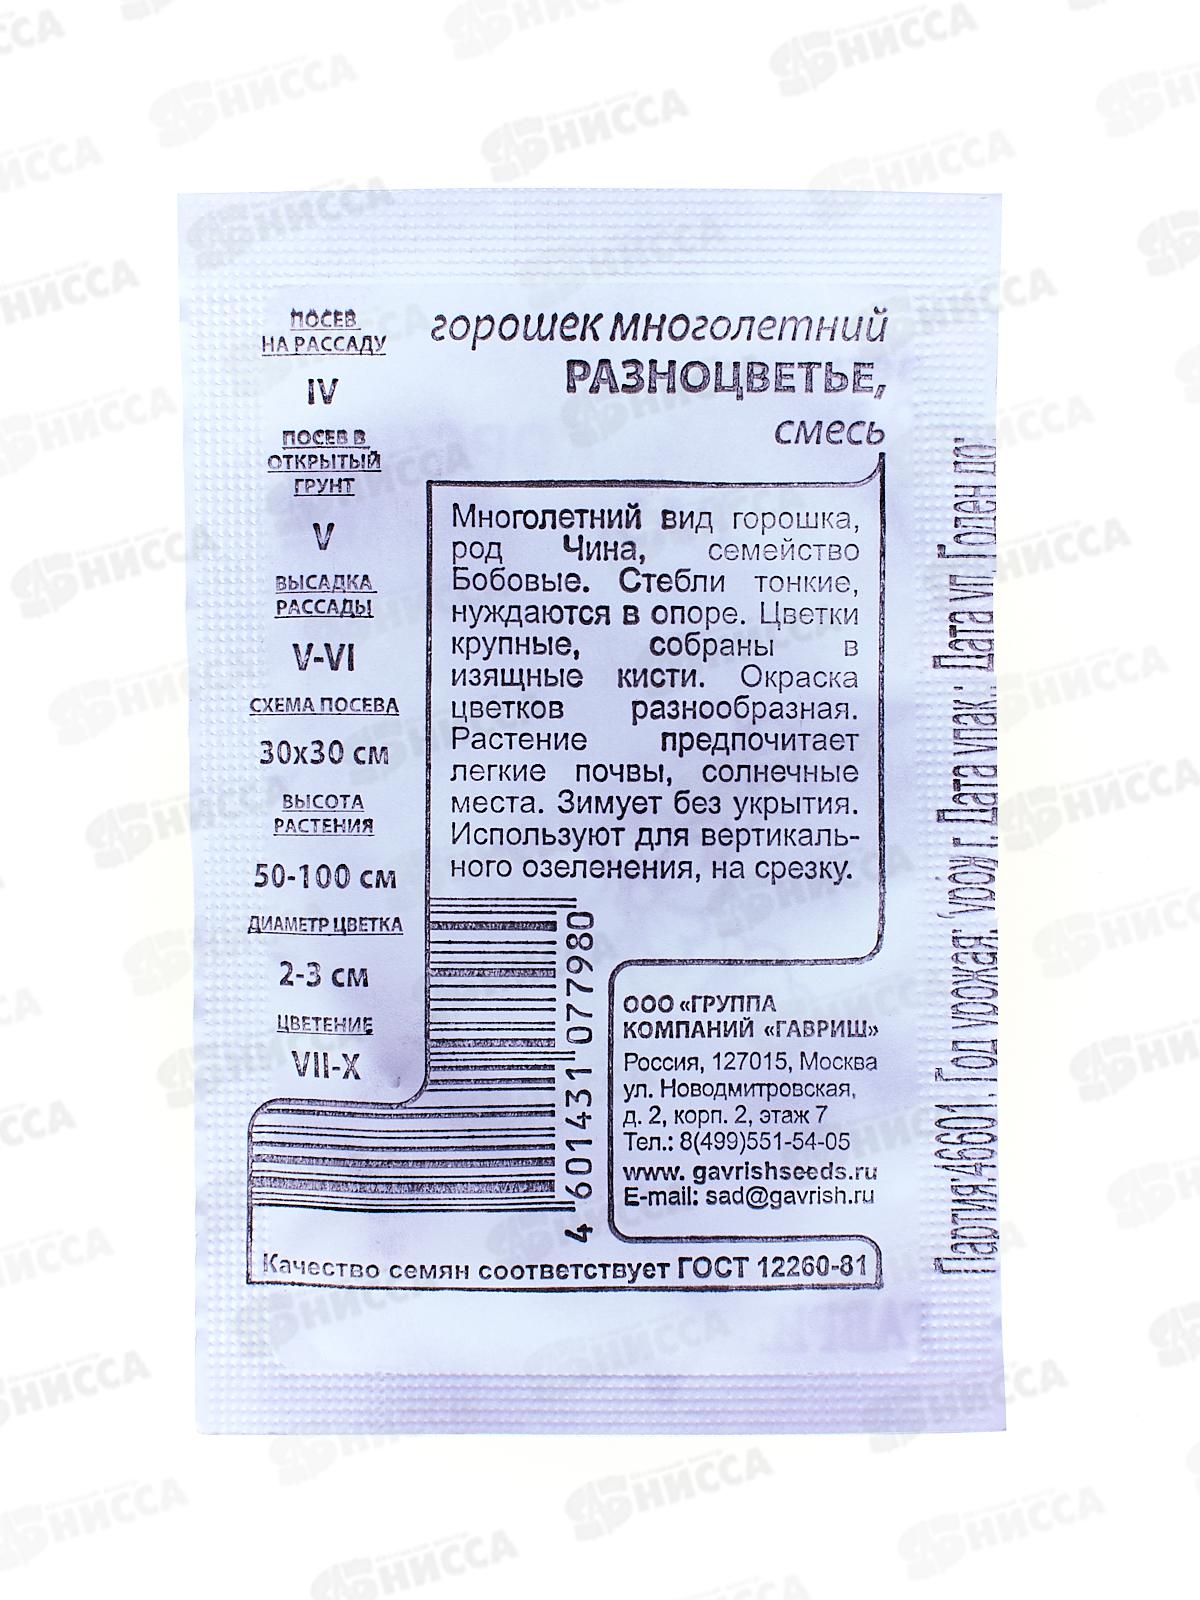 ПОСЕВ
НА РАССАДУ
IV
ПОСЕВ В
ОТКРЫТЫЙ
ГРУНТ
V
ВЫСАДКА
РАССАДЫ
V-VI
СХЕМА ПОСЕВА
30х30 см
ВЫСОТА
РАСТЕНИЯ
50-100 см
ДИАМЕТР ЦВЕТКА
2-3 см
ЦВЕТЕНИЕ
VII-X
горошек многолетний
РАЗНОЦВЕТЬЕ,
смесь
Многолетний вид горошка,
род Чина, семейство
Бобовые. Стебли тонкие,
нуждаются в опоре. Цветки
крупные, собраны в
изящные кисти. Окраска
цветков разнообразная.
Растение предпочитает
легкие почвы, солнечные
места. Зимует без укрытия.
Используют для вертикаль-
ного озеленения, на срезку.
4 601431 077980
ООО «ГРУППА
КОМПАНИЙ «ГАВРИШ»
Россия, 127015, Москва
ул. Новодмитровская,
д. 2, корп. 2, этаж 7
Тел.: 8(499)551-54-05
www. gavrishseeds.ru
E-mail: sad@gavrish.ru
Качество семян соответствует ГОСТ 12260-81
Партия:46601. Год урожая: урож г. Дата упак.: Дата уп. Годен до:
НИССА